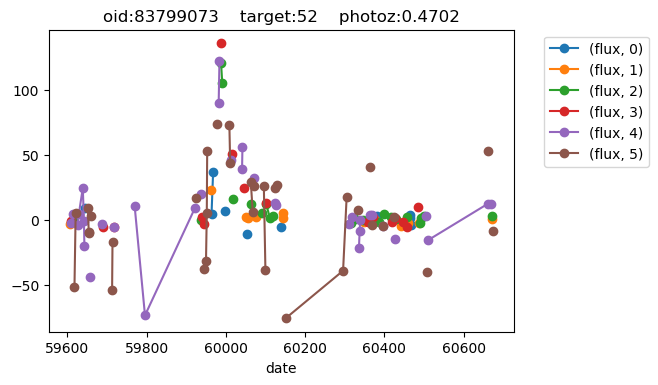 oid:83799073    target:52    photoz:0.4702
(flux, 0)
(flux, 1)
(flux, 2)
(flux, 3)
(flux, 4)
(flux, 5)
100
50
0
−50
59600 59800 60000 60200 60400 60600
date